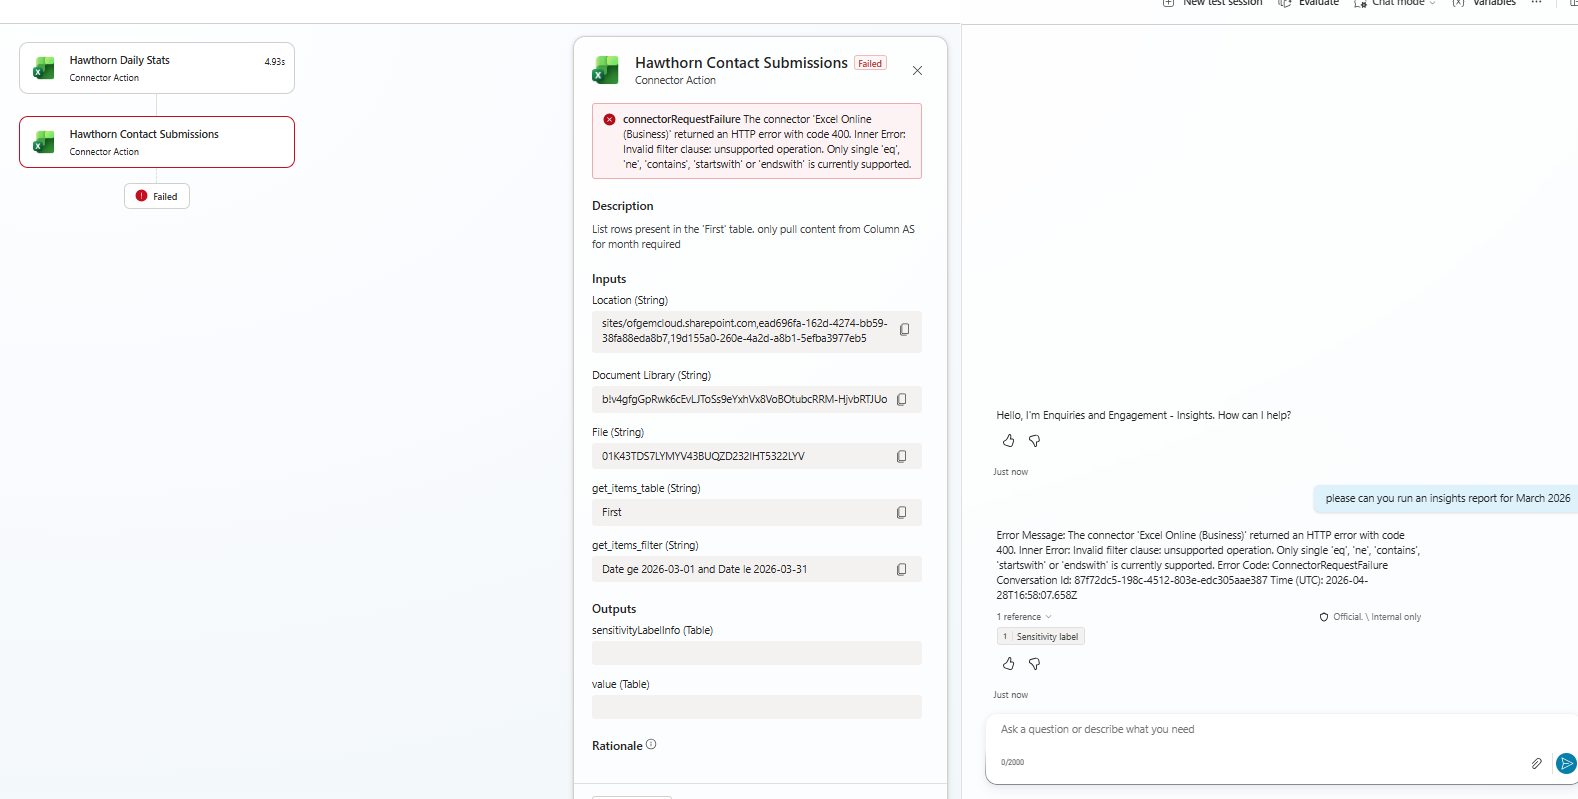 New test session
Evaluate
Chat mode
Variables
Hawthorn Daily Stats
4.93s
Connector Action
Hawthorn Contact Submissions
Connector Action
Failed
Hawthorn Contact Submissions
Failed
Connector Action
connectorRequestFailure The connector 'Excel Online
(Business)' returned an HTTP error with code 400. Inner Error:
Invalid filter clause: unsupported operation. Only single 'eq',
'ne', 'contains', 'startswith' or 'endswith' is currently supported.
Description
List rows present in the 'First' table. only pull content from Column AS
for month required
Inputs
Location (String)
sites/ofgemcloud.sharepoint.com,ead696fa-162d-4274-bb59-
38fa88eda8b7,19d155a0-260e-4a2d-a8b1-5efba3977eb5
Document Library (String)
b!v4gfgGpRwk6cEvLJToSs9eYxhVx8VoBOtubcRRM-HjvbRTJUo
File (String)
01K43TDS7LYMYV43BUQZD232IHT5322LYV
get_items_table (String)
First
get_items_filter (String)
Date ge 2026-03-01 and Date le 2026-03-31
Outputs
sensitivityLabelInfo (Table)
value (Table)
Rationale
Hello, I'm Enquiries and Engagement - Insights. How can I help?
Just now
please can you run an insights report for March 2026
Error Message: The connector 'Excel Online (Business)' returned an HTTP error with code
400. Inner Error: Invalid filter clause: unsupported operation. Only single 'eq', 'ne', 'contains',
'startswith' or 'endswith' is currently supported. Error Code: ConnectorRequestFailure
Conversation Id: 87f72dc5-198c-4512-803e-edc305aae387 Time (UTC): 2026-04-
28T16:58:07.658Z
1 reference
Official. \ Internal only
1 Sensitivity label
Just now
Ask a question or describe what you need
0/2000